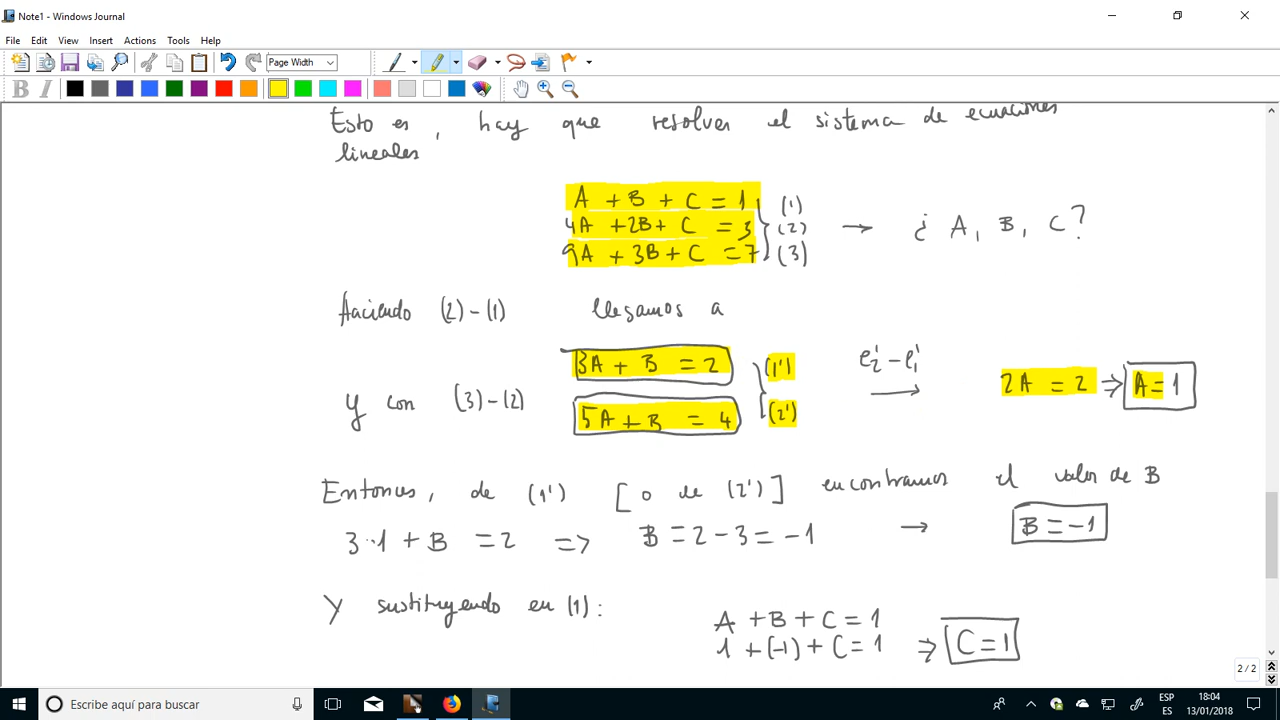 Note1 - Windows Journal
File Edit View Insert Actions Tools Help
Page Width
B I
Esto es, hay que resolver el sistema de ecuaciones
lineales
A + B + C = 1 (1)
4A + 2B + C = 3 (2) → ¿ A, B, C?
9A + 3B + C = 7 (3)
Haciendo (2)-(1) llegamos a
3A + B = 2 (1')
e'2 - e'1
2A = 2 ⇒ A = 1
Y con (3)-(2)
5A + B = 4 (2')
Entonces, de (1') [o de (2')] encontramos el valor de B
3·1 + B = 2 => B = 2 - 3 = -1 → B = -1
Y sustituyendo en (1):
A + B + C = 1
1 + (-1) + C = 1 ⇒ C = 1
2/2
Escribe aquí para buscar
ESP
ES
18:04
13/01/2018